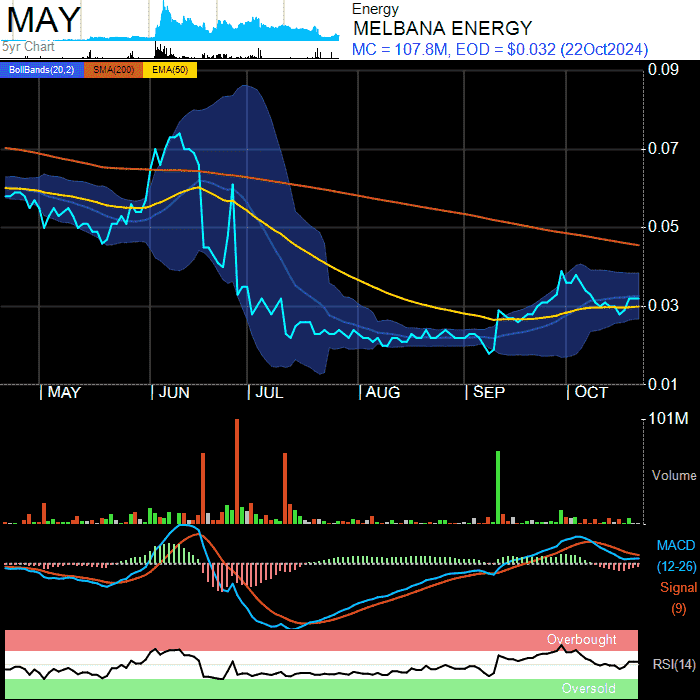 MAY
5yr Chart
Energy
MELBANA ENERGY
MC = 107.8M, EOD = $0.032 (22Oct2024)
BollBands(20,2) SMA(200) EMA(50)
0.09
0.07
0.05
0.03
0.01
MAY JUN JUL AUG SEP OCT
101M
Volume
MACD
(12-26)
Signal
(9)
Overbought
RSI(14)
Oversold